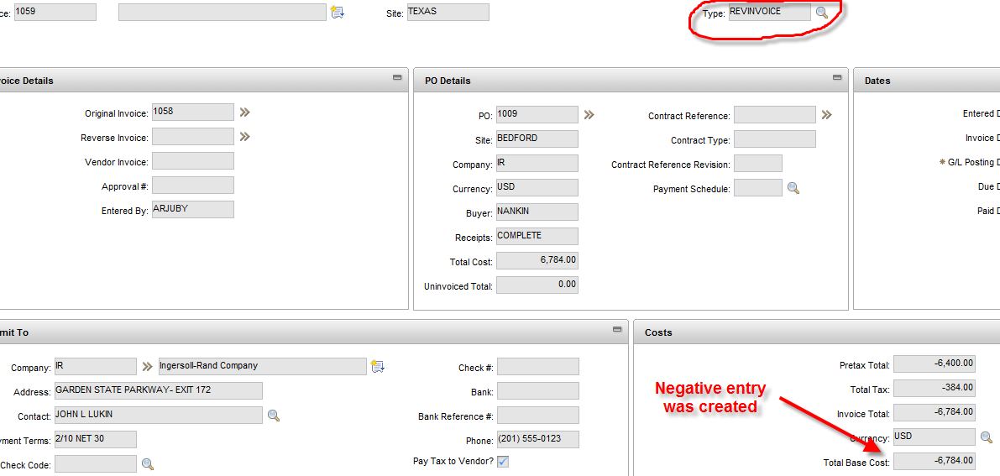 ce: 1059 Site: TEXAS Type: REVINVOICE
oice Details
Original Invoice: 1058
Reverse Invoice:
Vendor Invoice:
Approval #:
Entered By: ARJUBY
PO Details
PO: 1009
Site: BEDFORD
Company: IR
Currency: USD
Buyer: NANKIN
Receipts: COMPLETE
Total Cost: 6,784.00
Uninvoiced Total: 0.00
Contract Reference:
Contract Type:
Contract Reference Revision:
Payment Schedule:
Dates
Entered D
Invoice D
* G/L Posting D
Due D
Paid D
mit To
Company: IR Ingersoll-Rand Company
Address: GARDEN STATE PARKWAY- EXIT 172
Contact: JOHN L LUKIN
yment Terms: 2/10 NET 30
Check Code:
Check #:
Bank:
Bank Reference #:
Phone: (201) 555-0123
Pay Tax to Vendor?
Costs
Pretax Total: -6,400.00
Total Tax: -384.00
Invoice Total: -6,784.00
Currency: USD
Total Base Cost: -6,784.00
Negative entry
was created